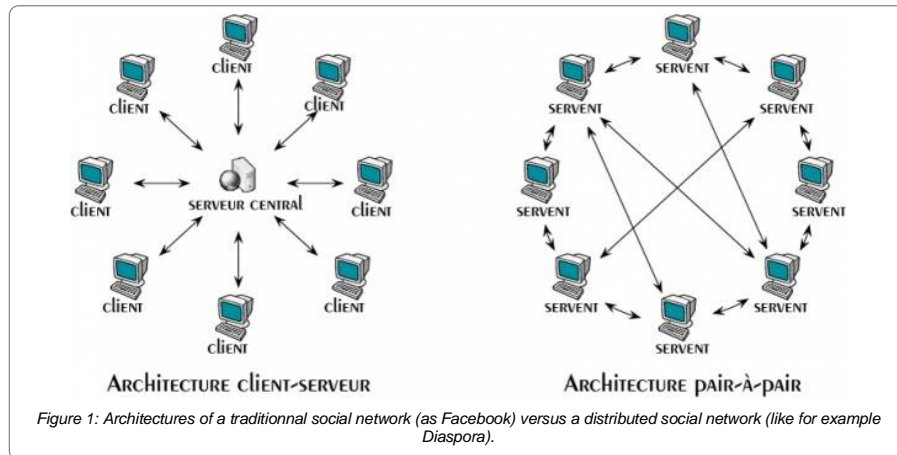 CLIENT
CLIENT
CLIENT
CLIENT
SERVEUR CENTRAL
CLIENT
CLIENT
CLIENT
CLIENT
ARCHITECTURE CLIENT-SERVEUR
SERVENT
SERVENT
SERVENT
SERVENT
SERVENT
SERVENT
SERVENT
SERVENT
ARCHITECTURE PAIR-À-PAIR
Figure 1: Architectures of a traditionnal social network (as Facebook) versus a distributed social network (like for example
Diaspora).